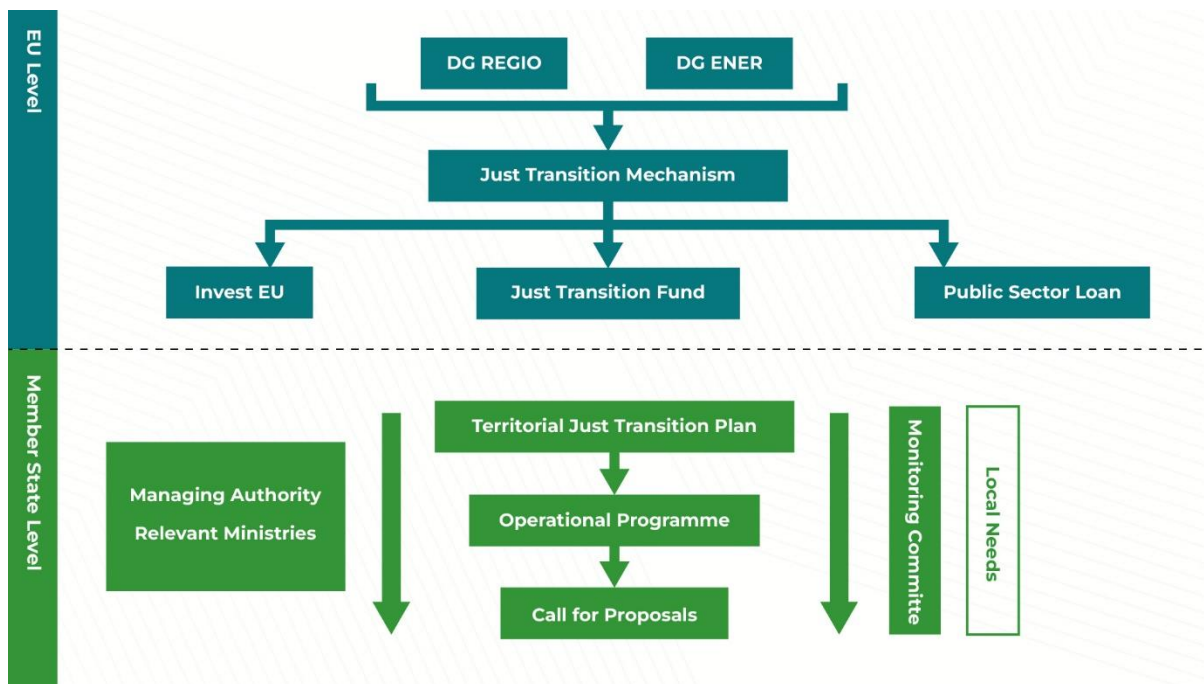 EU Level
DG REGIO
DG ENER
Just Transition Mechanism
Invest EU
Just Transition Fund
Public Sector Loan
Member State Level
Managing Authority
Relevant Ministries
Territorial Just Transition Plan
Operational Programme
Call for Proposals
Monitoring Committe
Local Needs